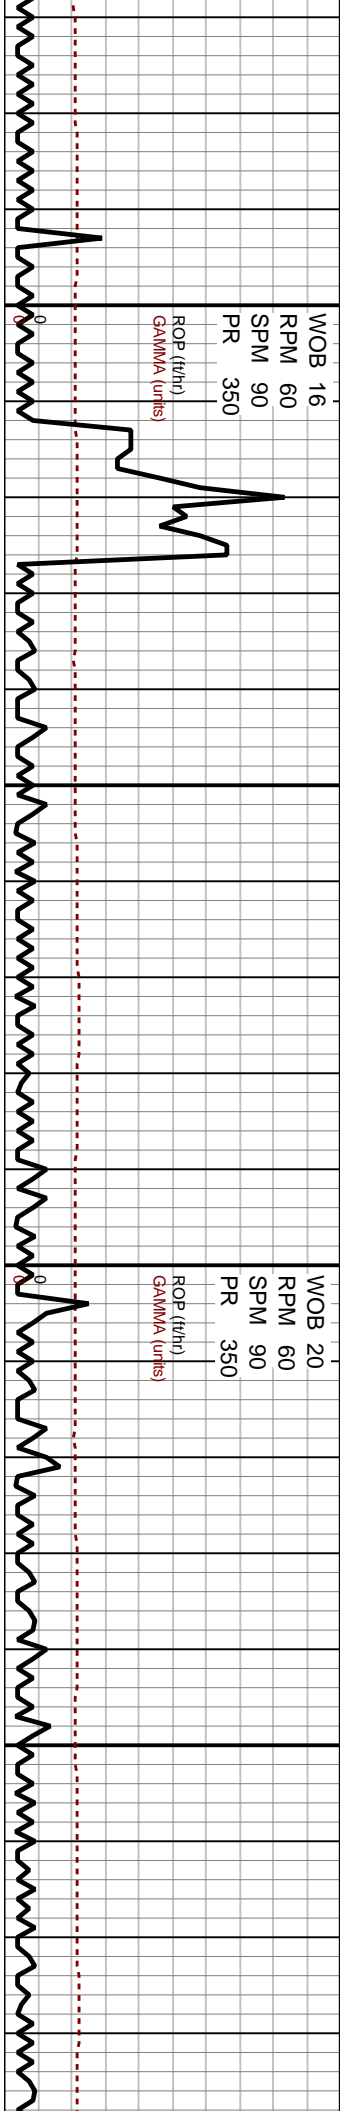 WOB 16
RPM 60
SPM 90
PR 350
ROP (ft/hr)
GAMMA (units)
0
0
WOB 20
RPM 60
SPM 90
PR 350
ROP (ft/hr)
GAMMA (units)
0
0